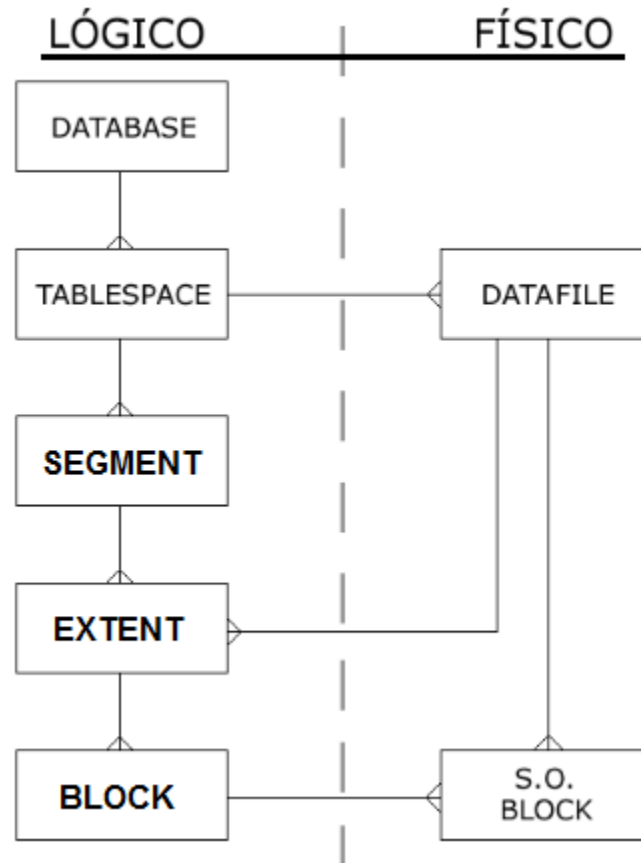 LÓGICO
FÍSICO
DATABASE
TABLESPACE
DATAFILE
SEGMENT
EXTENT
BLOCK
S.O.
BLOCK